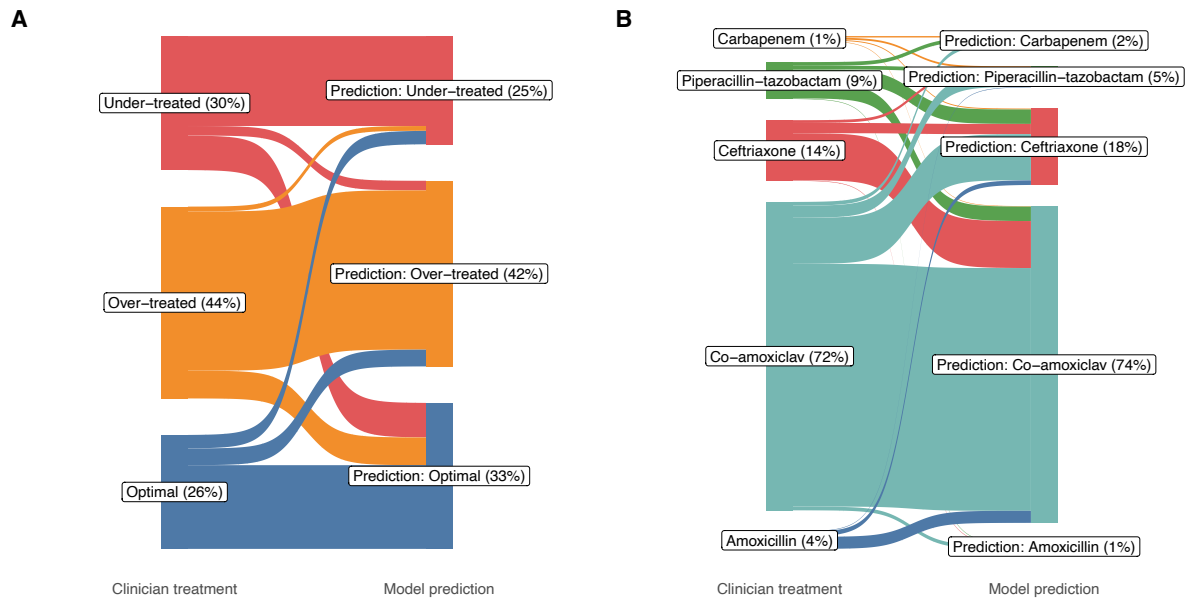 A
Under−treated (30%)
Prediction: Under−treated (25%)
Over−treated (44%)
Prediction: Over−treated (42%)
Optimal (26%)
Prediction: Optimal (33%)
Clinician treatment
Model prediction
B
Carbapenem (1%)
Prediction: Carbapenem (2%)
Piperacillin−tazobactam (9%)
Prediction: Piperacillin−tazobactam (5%)
Ceftriaxone (14%)
Prediction: Ceftriaxone (18%)
Co−amoxiclav (72%)
Prediction: Co−amoxiclav (74%)
Amoxicillin (4%)
Prediction: Amoxicillin (1%)
Clinician treatment
Model prediction